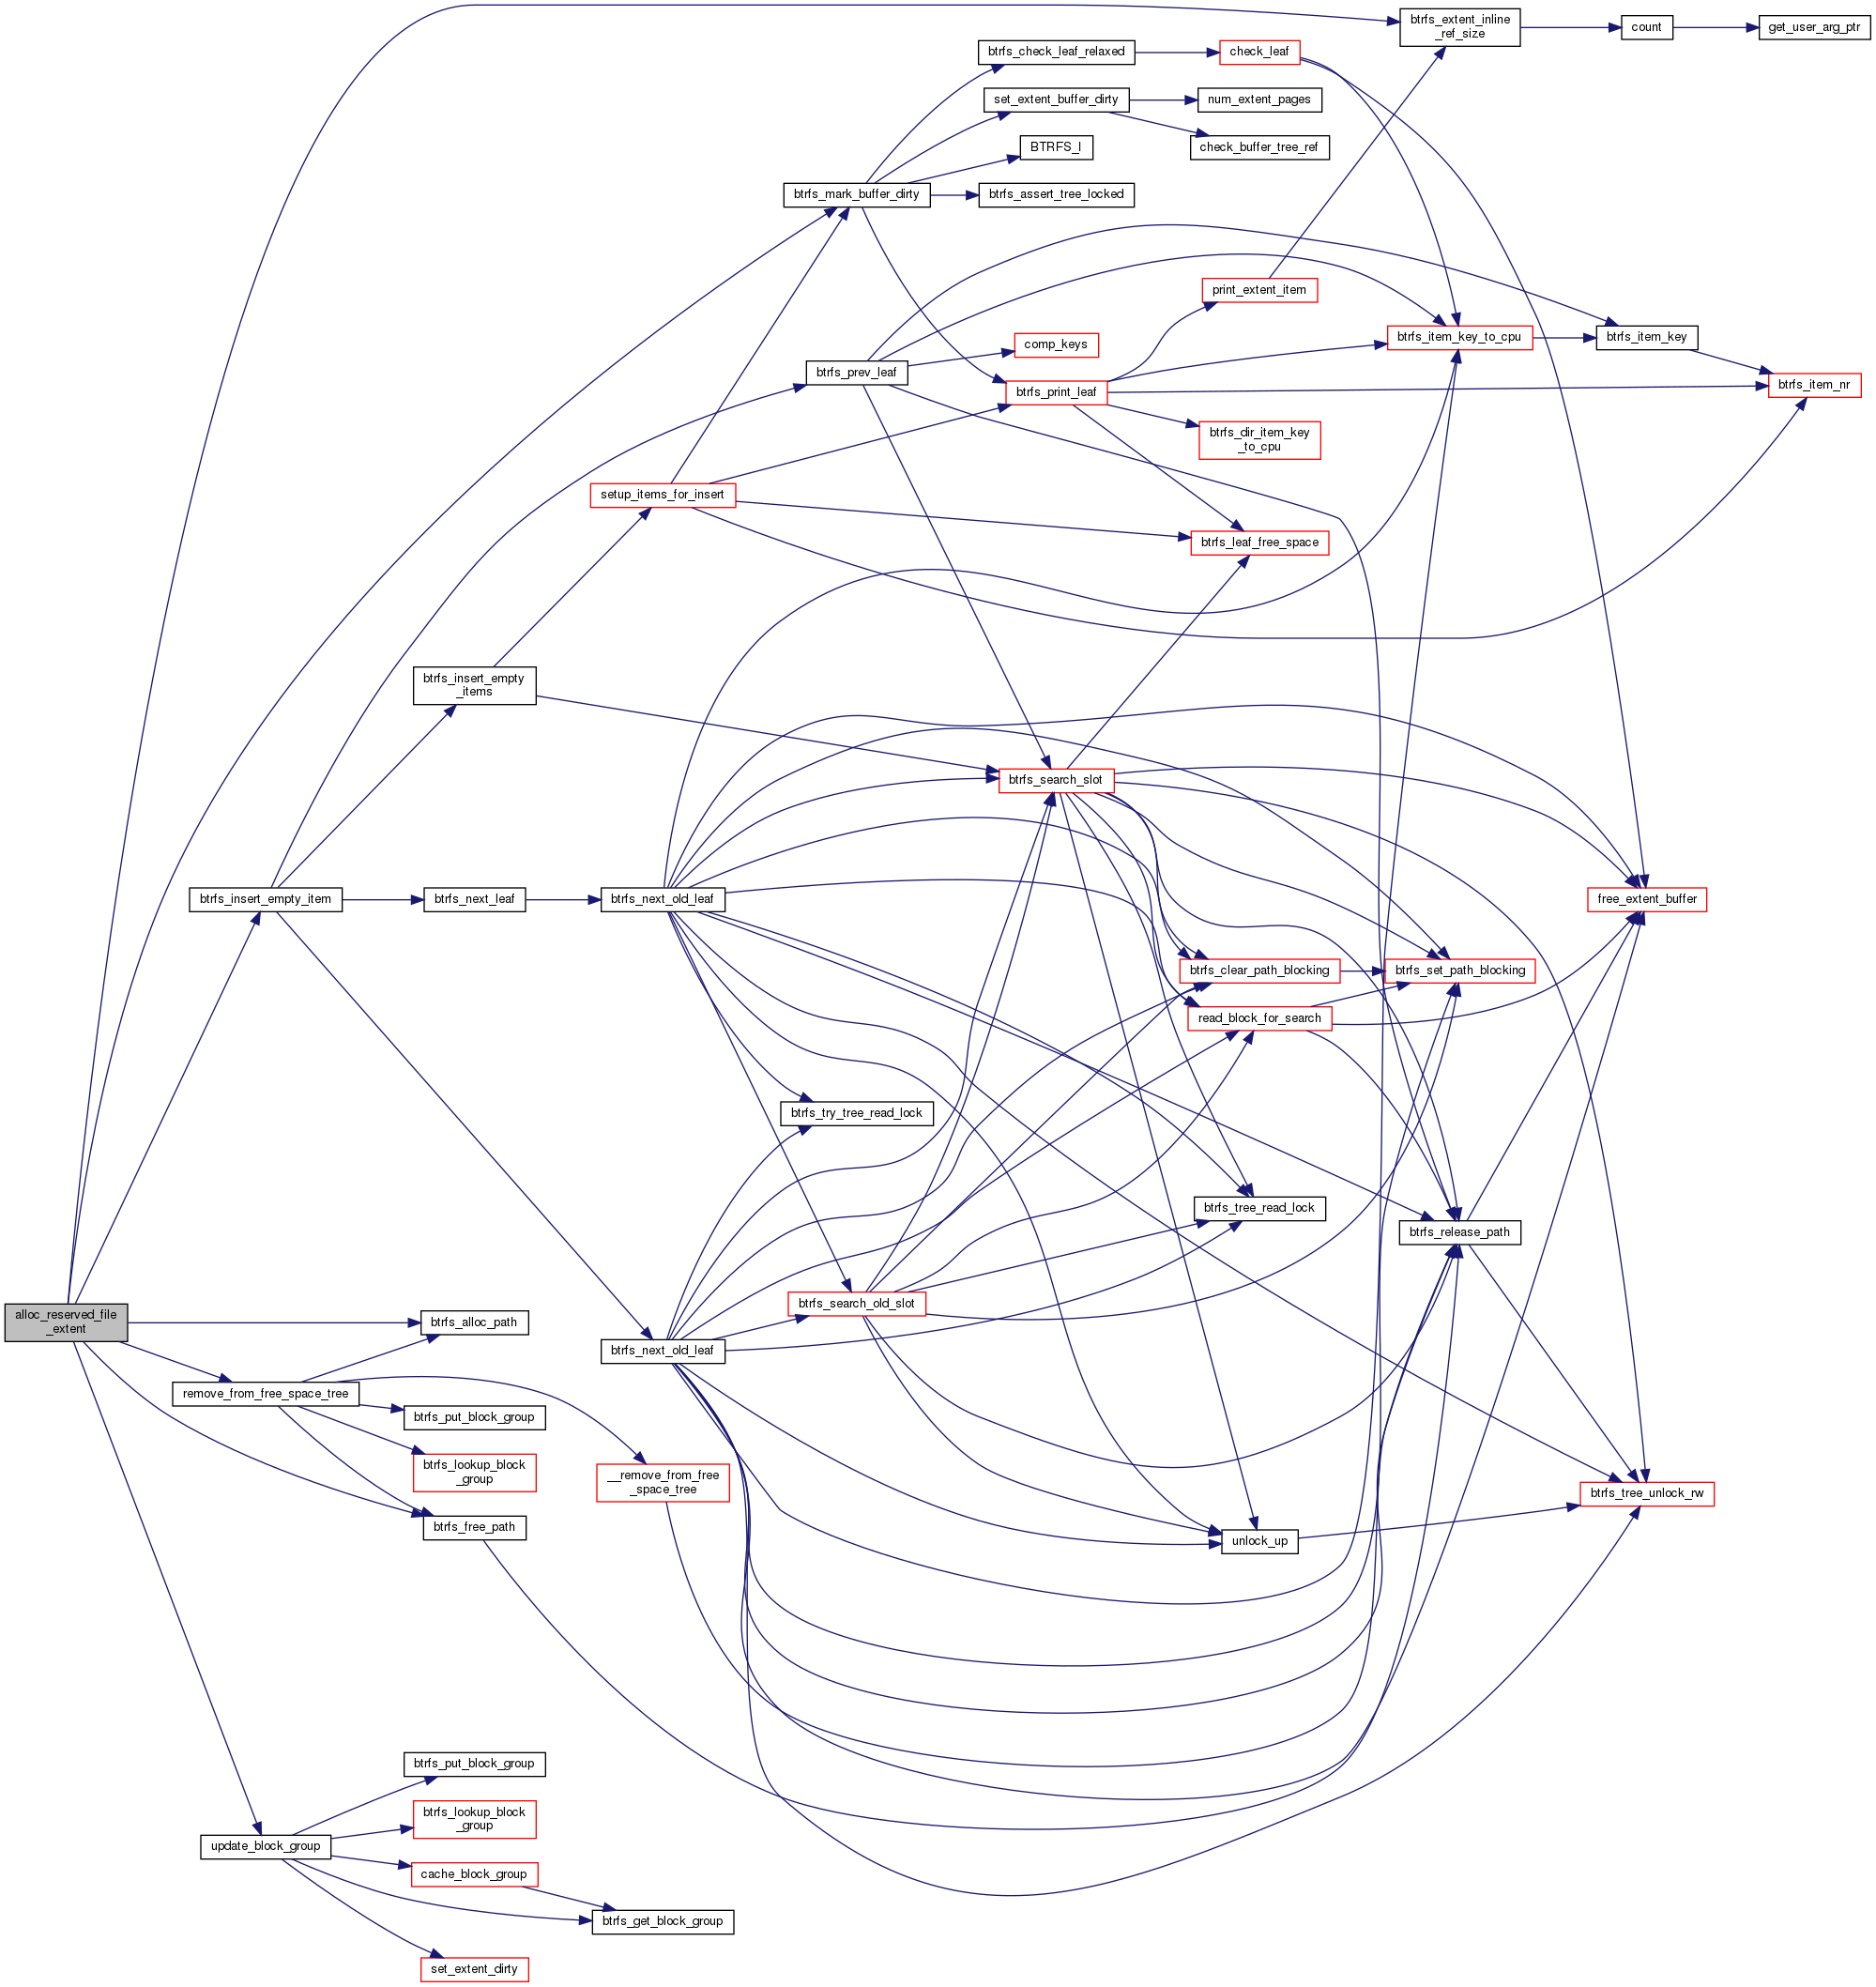 btrfs_extent_inline
_ref_size
count
get_user_arg_ptr
btrfs_check_leaf_relaxed
check_leaf
set_extent_buffer_dirty
num_extent_pages
BTRFS_I
check_buffer_tree_ref
btrfs_mark_buffer_dirty
btrfs_assert_tree_locked
print_extent_item
btrfs_item_key_to_cpu
btrfs_item_key
comp_keys
btrfs_prev_leaf
btrfs_print_leaf
btrfs_item_nr
btrfs_dir_item_key
_to_cpu
setup_items_for_insert
btrfs_leaf_free_space
btrfs_insert_empty
_items
btrfs_search_slot
btrfs_insert_empty_item
btrfs_next_leaf
btrfs_next_old_leaf
free_extent_buffer
btrfs_clear_path_blocking
btrfs_set_path_blocking
read_block_for_search
btrfs_try_tree_read_lock
btrfs_tree_read_lock
btrfs_release_path
btrfs_search_old_slot
alloc_reserved_file
_extent
btrfs_alloc_path
btrfs_next_old_leaf
remove_from_free_space_tree
btrfs_put_block_group
btrfs_lookup_block
_group
__remove_from_free
_space_tree
btrfs_tree_unlock_rw
btrfs_free_path
unlock_up
btrfs_put_block_group
btrfs_lookup_block
_group
update_block_group
cache_block_group
btrfs_get_block_group
set_extent_dirty